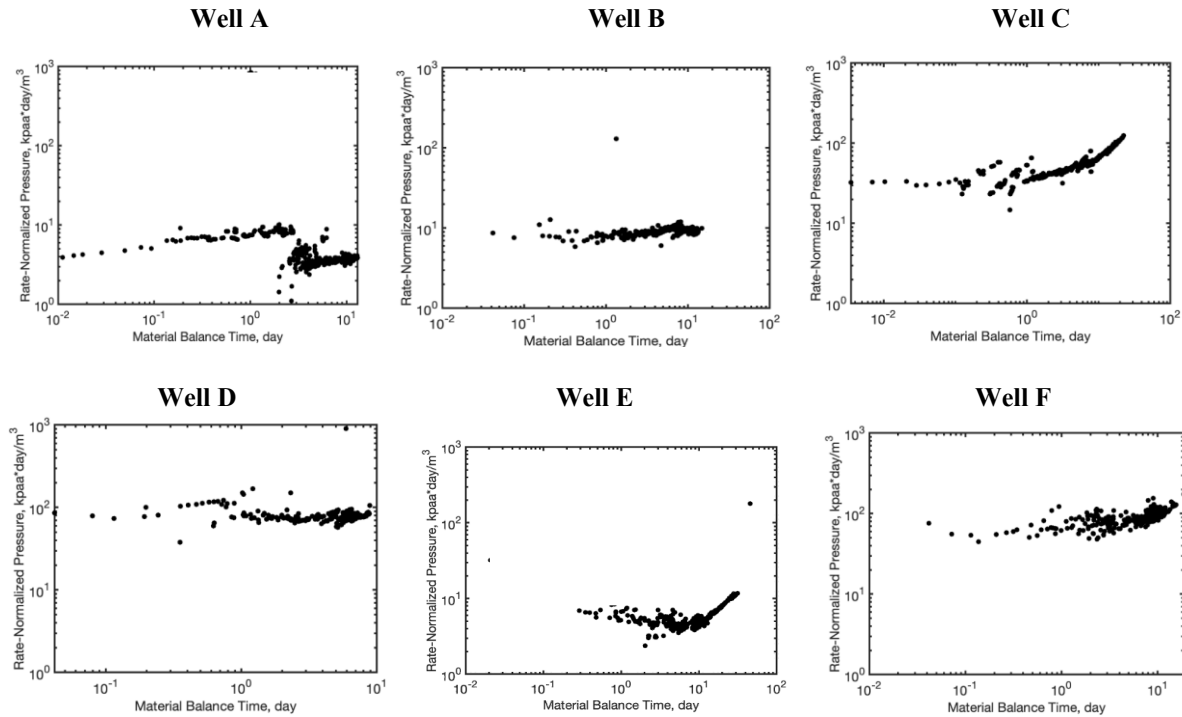 Well A
Well B
Well C
Rate-Normalized Pressure, kpaa*day/m³
10³
10²
10¹
10⁰
10⁻²
10⁻¹
10⁰
10¹
Material Balance Time, day
Rate-Normalized Pressure, kpaa*day/m³
10³
10²
10¹
10⁰
10⁻²
10⁻¹
10⁰
10¹
10²
Material Balance Time, day
Rate-Normalized Pressure, kpaa*day/m³
10³
10²
10¹
10⁰
10⁻²
10⁰
10²
Material Balance Time, day
Well D
Well E
Well F
Rate-Normalized Pressure, kpaa*day/m³
10³
10²
10¹
10⁰
10⁻¹
10⁰
10¹
Material Balance Time, day
Rate-Normalized Pressure, kpaa*day/m³
10³
10²
10¹
10⁰
10⁻²
10⁻¹
10⁰
10¹
10²
Material Balance Time, day
Rate-Normalized Pressure, kpaa*day/m³
10³
10²
10¹
10⁰
10⁻²
10⁻¹
10⁰
10¹
Material Balance Time, day